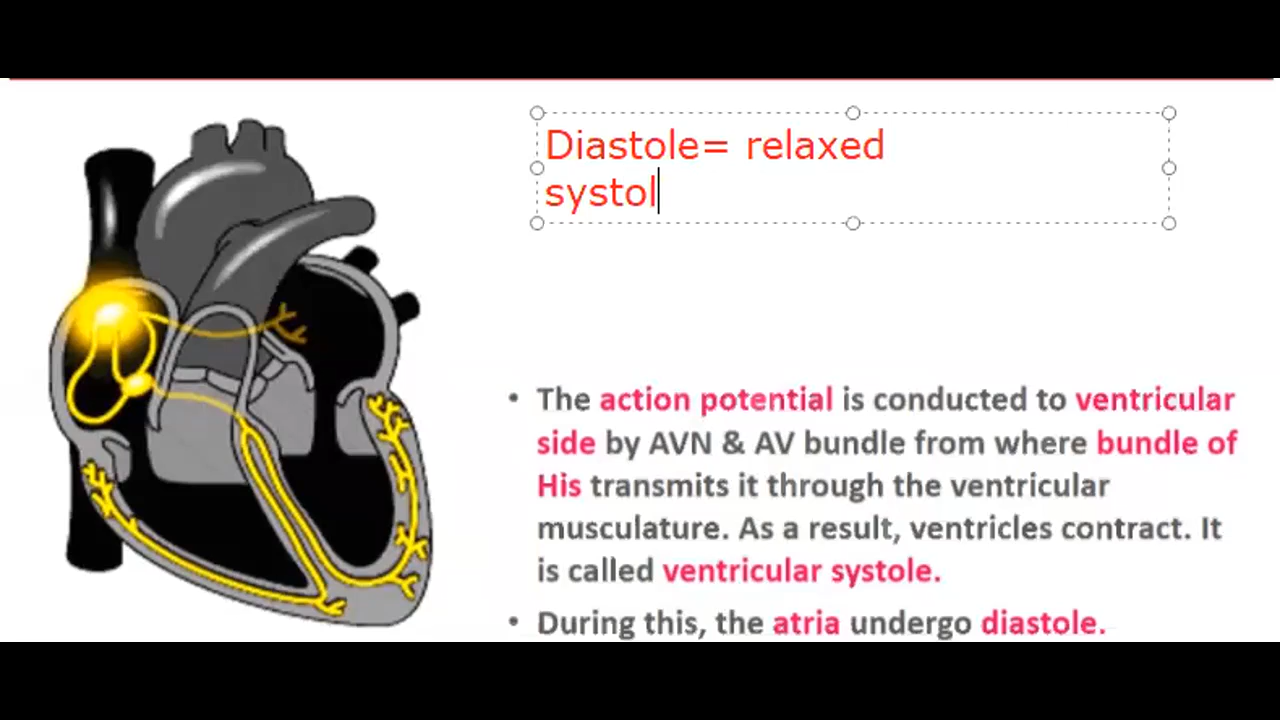 Diastole= relaxed
systol
• The action potential is conducted to ventricular
side by AVN & AV bundle from where bundle of
His transmits it through the ventricular
musculature. As a result, ventricles contract. It
is called ventricular systole.
• During this, the atria undergo diastole.